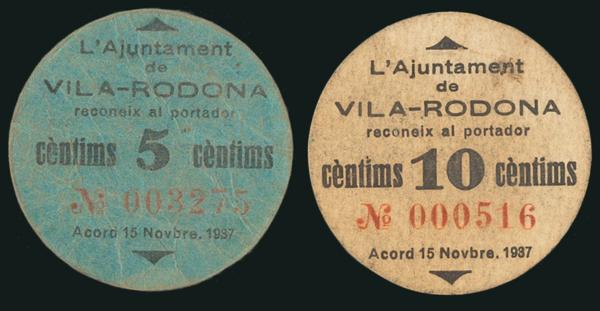 L'Ajuntament
de
VILA-RODONA
reconeix al portador
cèntims 5 cèntims
№ 003275
Acord 15 Novbre. 1937
L'Ajuntament
de
VILA-RODONA
reconeix al portador
cèntims 10 cèntims
№ 000516
Acord 15 Novbre. 1937